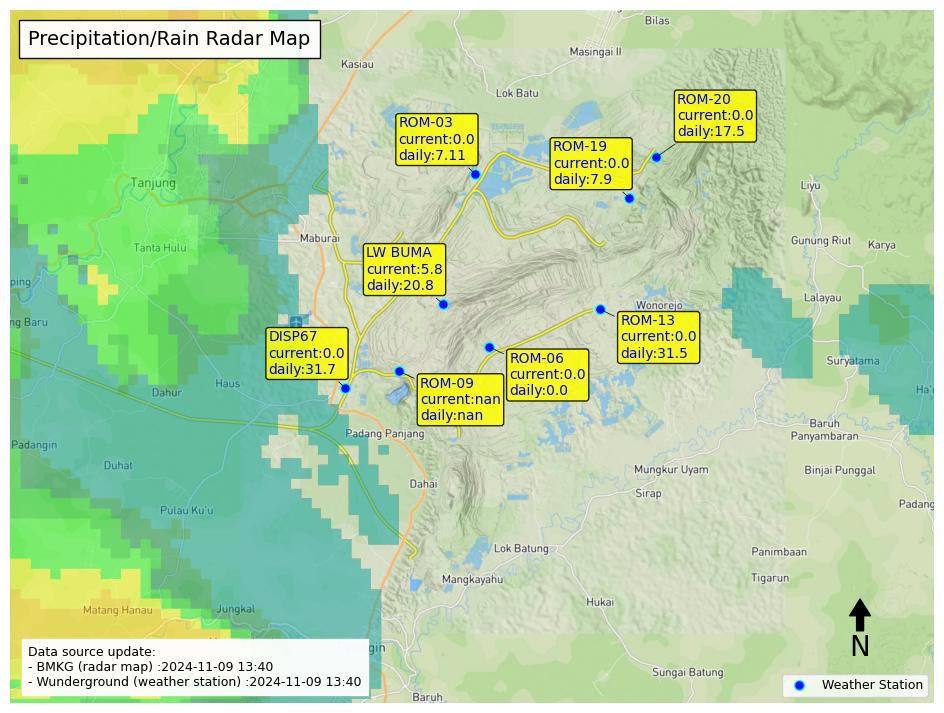 Precipitation/Rain Radar Map
Bilas
Masingai II
Kasiau
Lok Batu
ROM-20
current:0.0
daily:17.5
ROM-03
current:0.0
daily:7.11
ROM-19
current:0.0
daily:7.9
Tanjung
Liyu
Maburai
Tanta Hulu
Gunung Riut
Karya
LW BUMA
current:5.8
daily:20.8
ping
Lalayau
Wonorejo
ng Baru
ROM-13
current:0.0
daily:31.5
DISP67
current:0.0
daily:31.7
ROM-06
current:0.0
daily:0.0
Suryatama
Haus
Dahur
Ha'
ROM-09
current:nan
daily:nan
Padang Panjang
Baruh
Panyambaran
Padangin
Duhat
Mungkur Uyam
Binjai Punggal
Dahai
Sirap
Pulau Ku'u
Padang
Lok Batung
Panimbaan
Mangkayahu
Tigarun
Hukai
Matang Hanau
Jungkal
N
Data source update:
- BMKG (radar map) :2024-11-09 13:40
- Wunderground (weather station) :2024-11-09 13:40
gin
Sungai Batung
Weather Station
Baruh